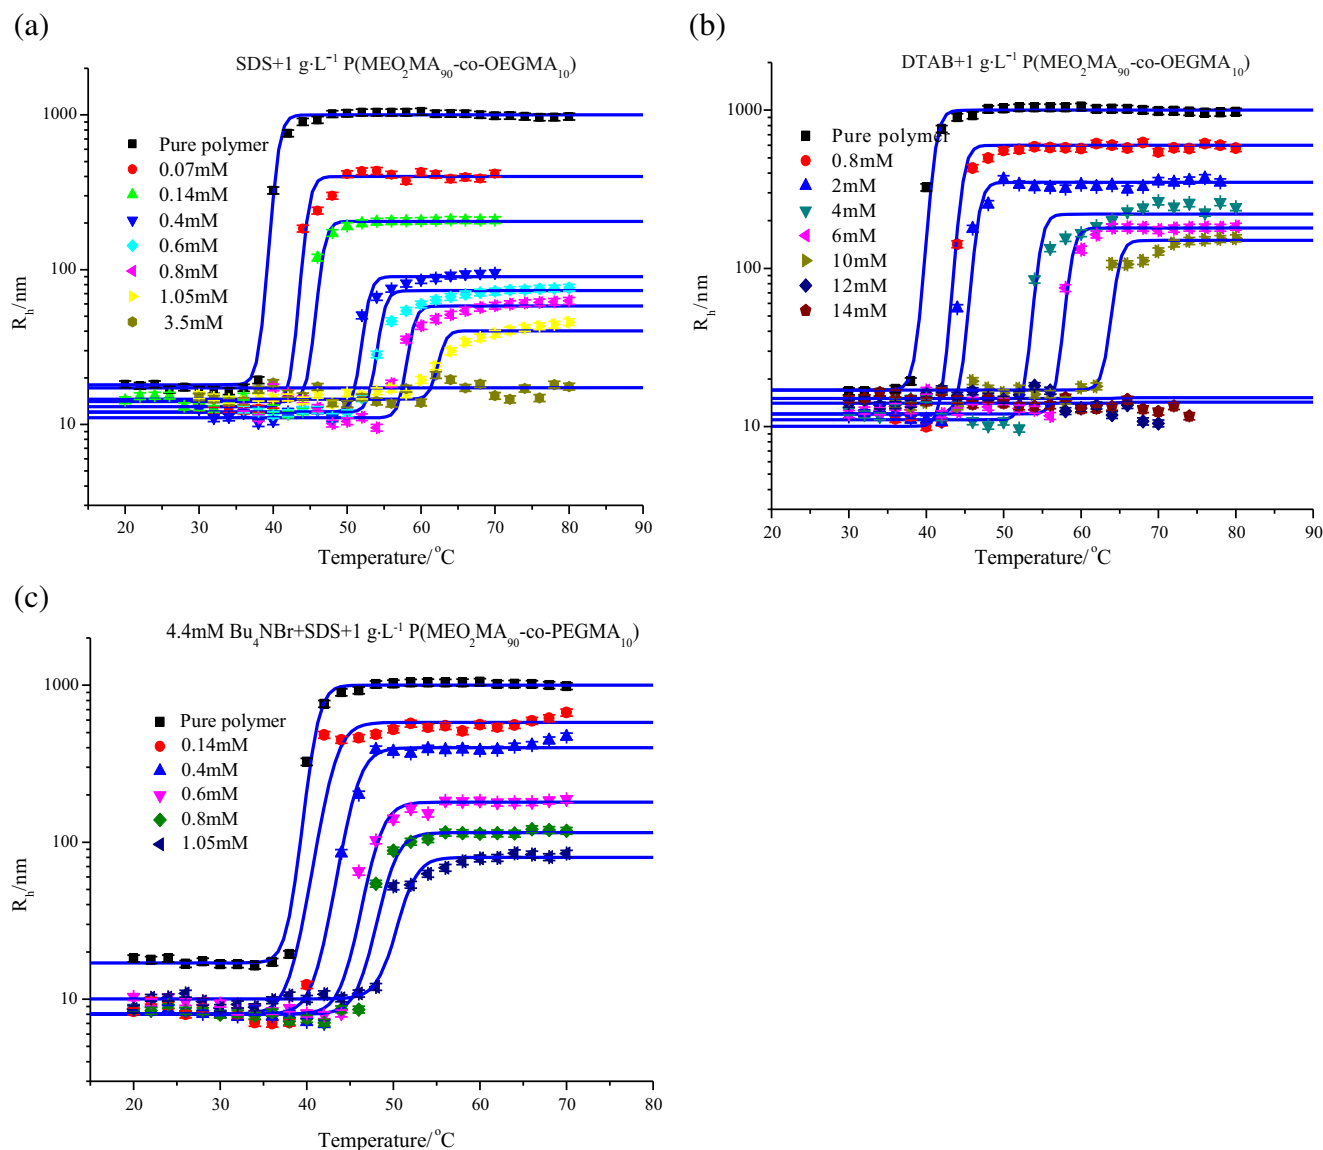 (a)
SDS+1 g·L⁻¹ P(MEO₂MA₉₀-co-OEGMA₁₀)
1000
100
10
Rₕ/nm
Pure polymer
0.07mM
0.14mM
0.4mM
0.6mM
0.8mM
1.05mM
3.5mM
20 30 40 50 60 70 80 90
Temperature/°C
(b)
DTAB+1 g·L⁻¹ P(MEO₂MA₉₀-co-OEGMA₁₀)
1000
100
10
Rₕ/nm
Pure polymer
0.8mM
2mM
4mM
6mM
10mM
12mM
14mM
20 30 40 50 60 70 80 90
Temperature/°C
(c)
4.4mM Bu₄NBr+SDS+1 g·L⁻¹ P(MEO₂MA₉₀-co-PEGMA₁₀)
1000
100
10
Rₕ/nm
Pure polymer
0.14mM
0.4mM
0.6mM
0.8mM
1.05mM
20 30 40 50 60 70 80
Temperature/°C